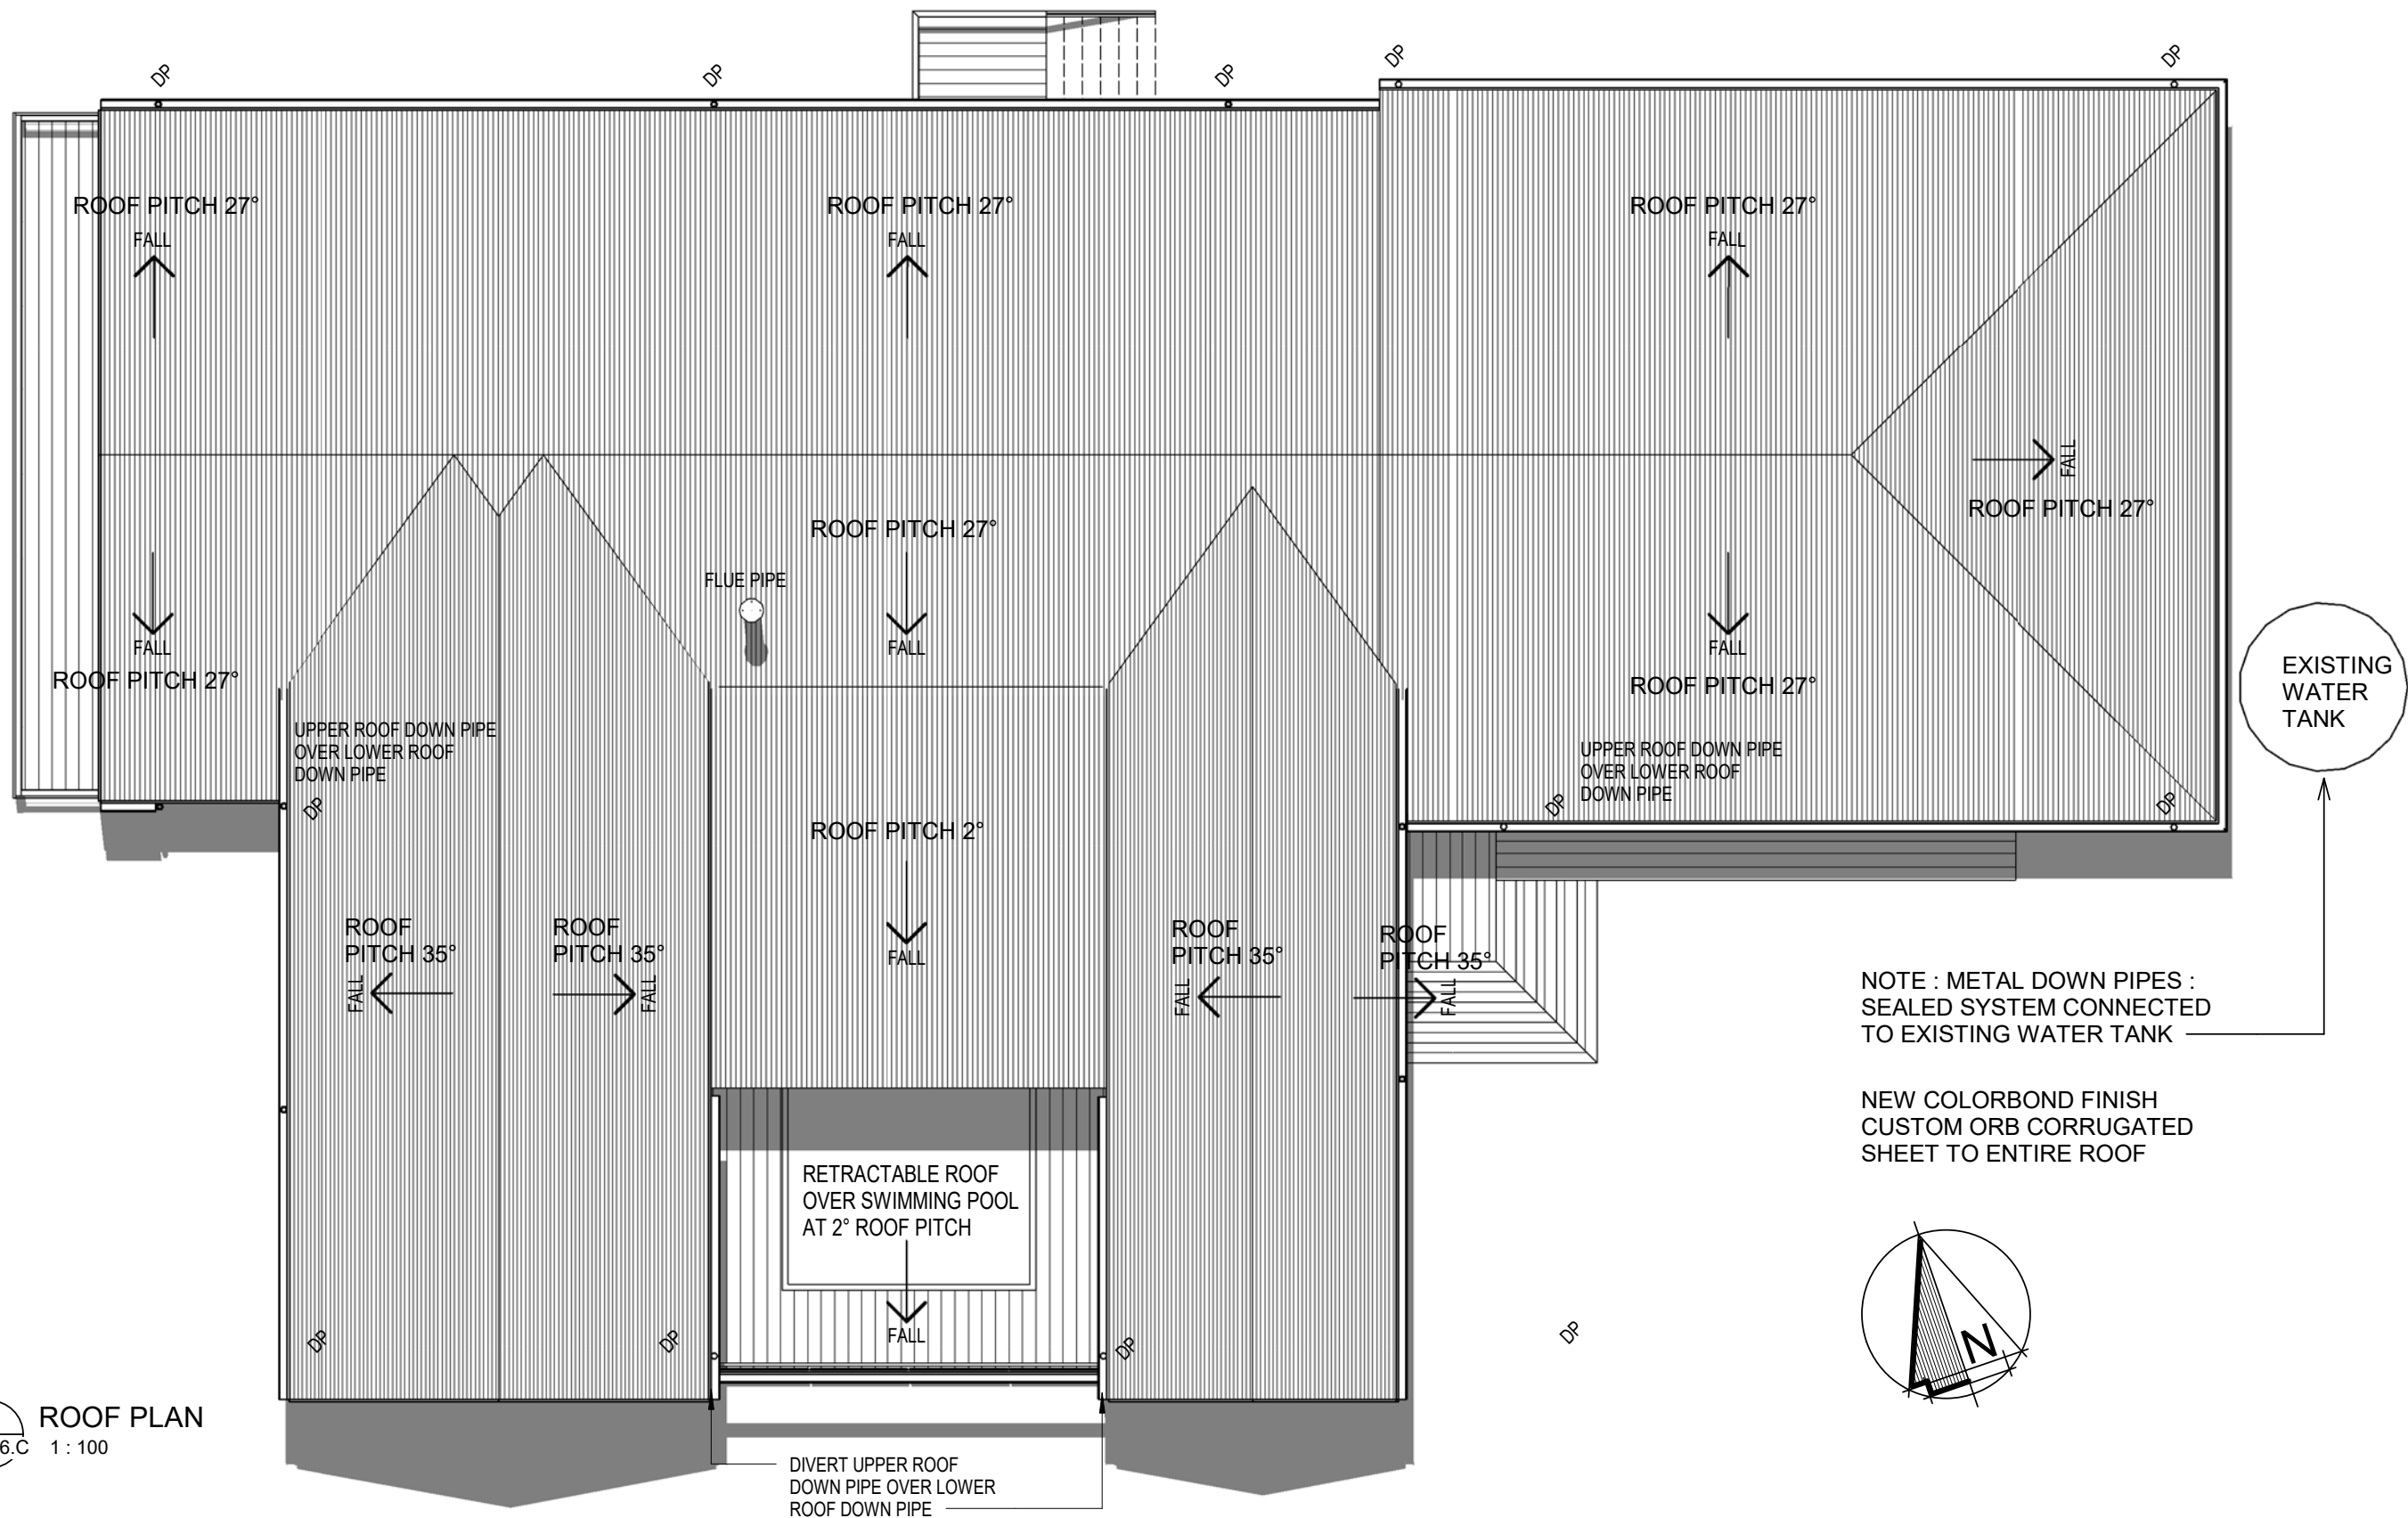 DP
DP
DP
DP
DP
ROOF PITCH 27°
FALL
ROOF PITCH 27°
FALL
ROOF PITCH 27°
FALL
FALL
ROOF PITCH 27°
ROOF PITCH 27°
FALL
FLUE PIPE
FALL
ROOF PITCH 27°
FALL
ROOF PITCH 27°
EXISTING
WATER
TANK
UPPER ROOF DOWN PIPE
OVER LOWER ROOF
DOWN PIPE
DP
UPPER ROOF DOWN PIPE
OVER LOWER ROOF
DOWN PIPE
DP
DP
ROOF PITCH 2°
FALL
ROOF
PITCH 35°
FALL
ROOF
PITCH 35°
FALL
ROOF
PITCH 35°
FALL
ROOF
PITCH 35°
FALL
NOTE : METAL DOWN PIPES :
SEALED SYSTEM CONNECTED
TO EXISTING WATER TANK
NEW COLORBOND FINISH
CUSTOM ORB CORRUGATED
SHEET TO ENTIRE ROOF
RETRACTABLE ROOF
OVER SWIMMING POOL
AT 2° ROOF PITCH
FALL
DP
DP
DP
DP
N
ROOF PLAN
6.C 1 : 100
DIVERT UPPER ROOF
DOWN PIPE OVER LOWER
ROOF DOWN PIPE